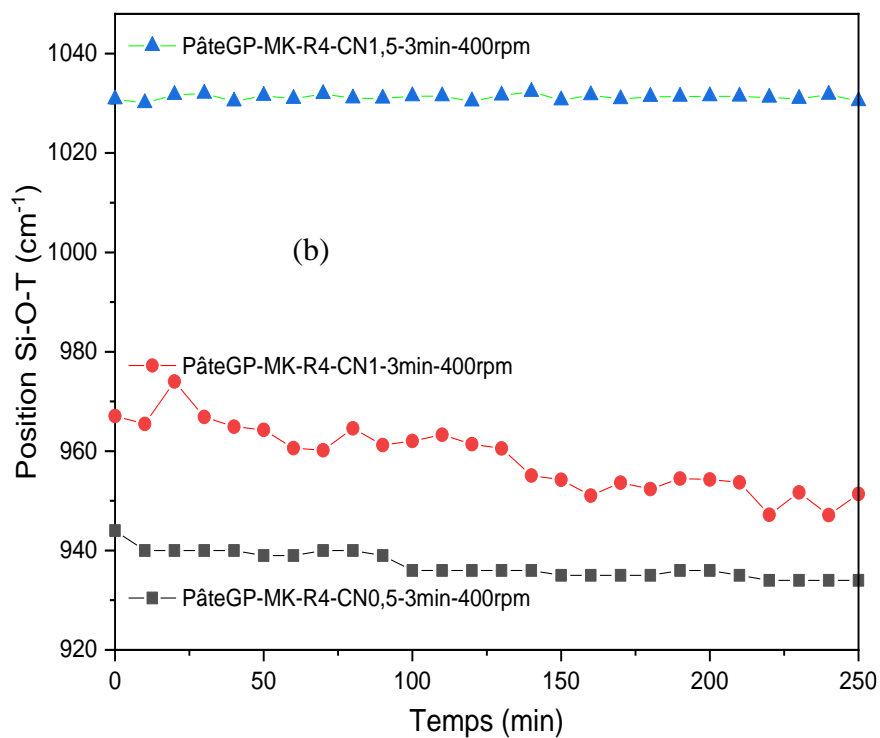 1040
1020
1000
980
960
940
920
Position Si-O-T (cm-1)
PâteGP-MK-R4-CN1,5-3min-400rpm
(b)
PâteGP-MK-R4-CN1-3min-400rpm
PâteGP-MK-R4-CN0,5-3min-400rpm
0 50 100 150 200 250
Temps (min)